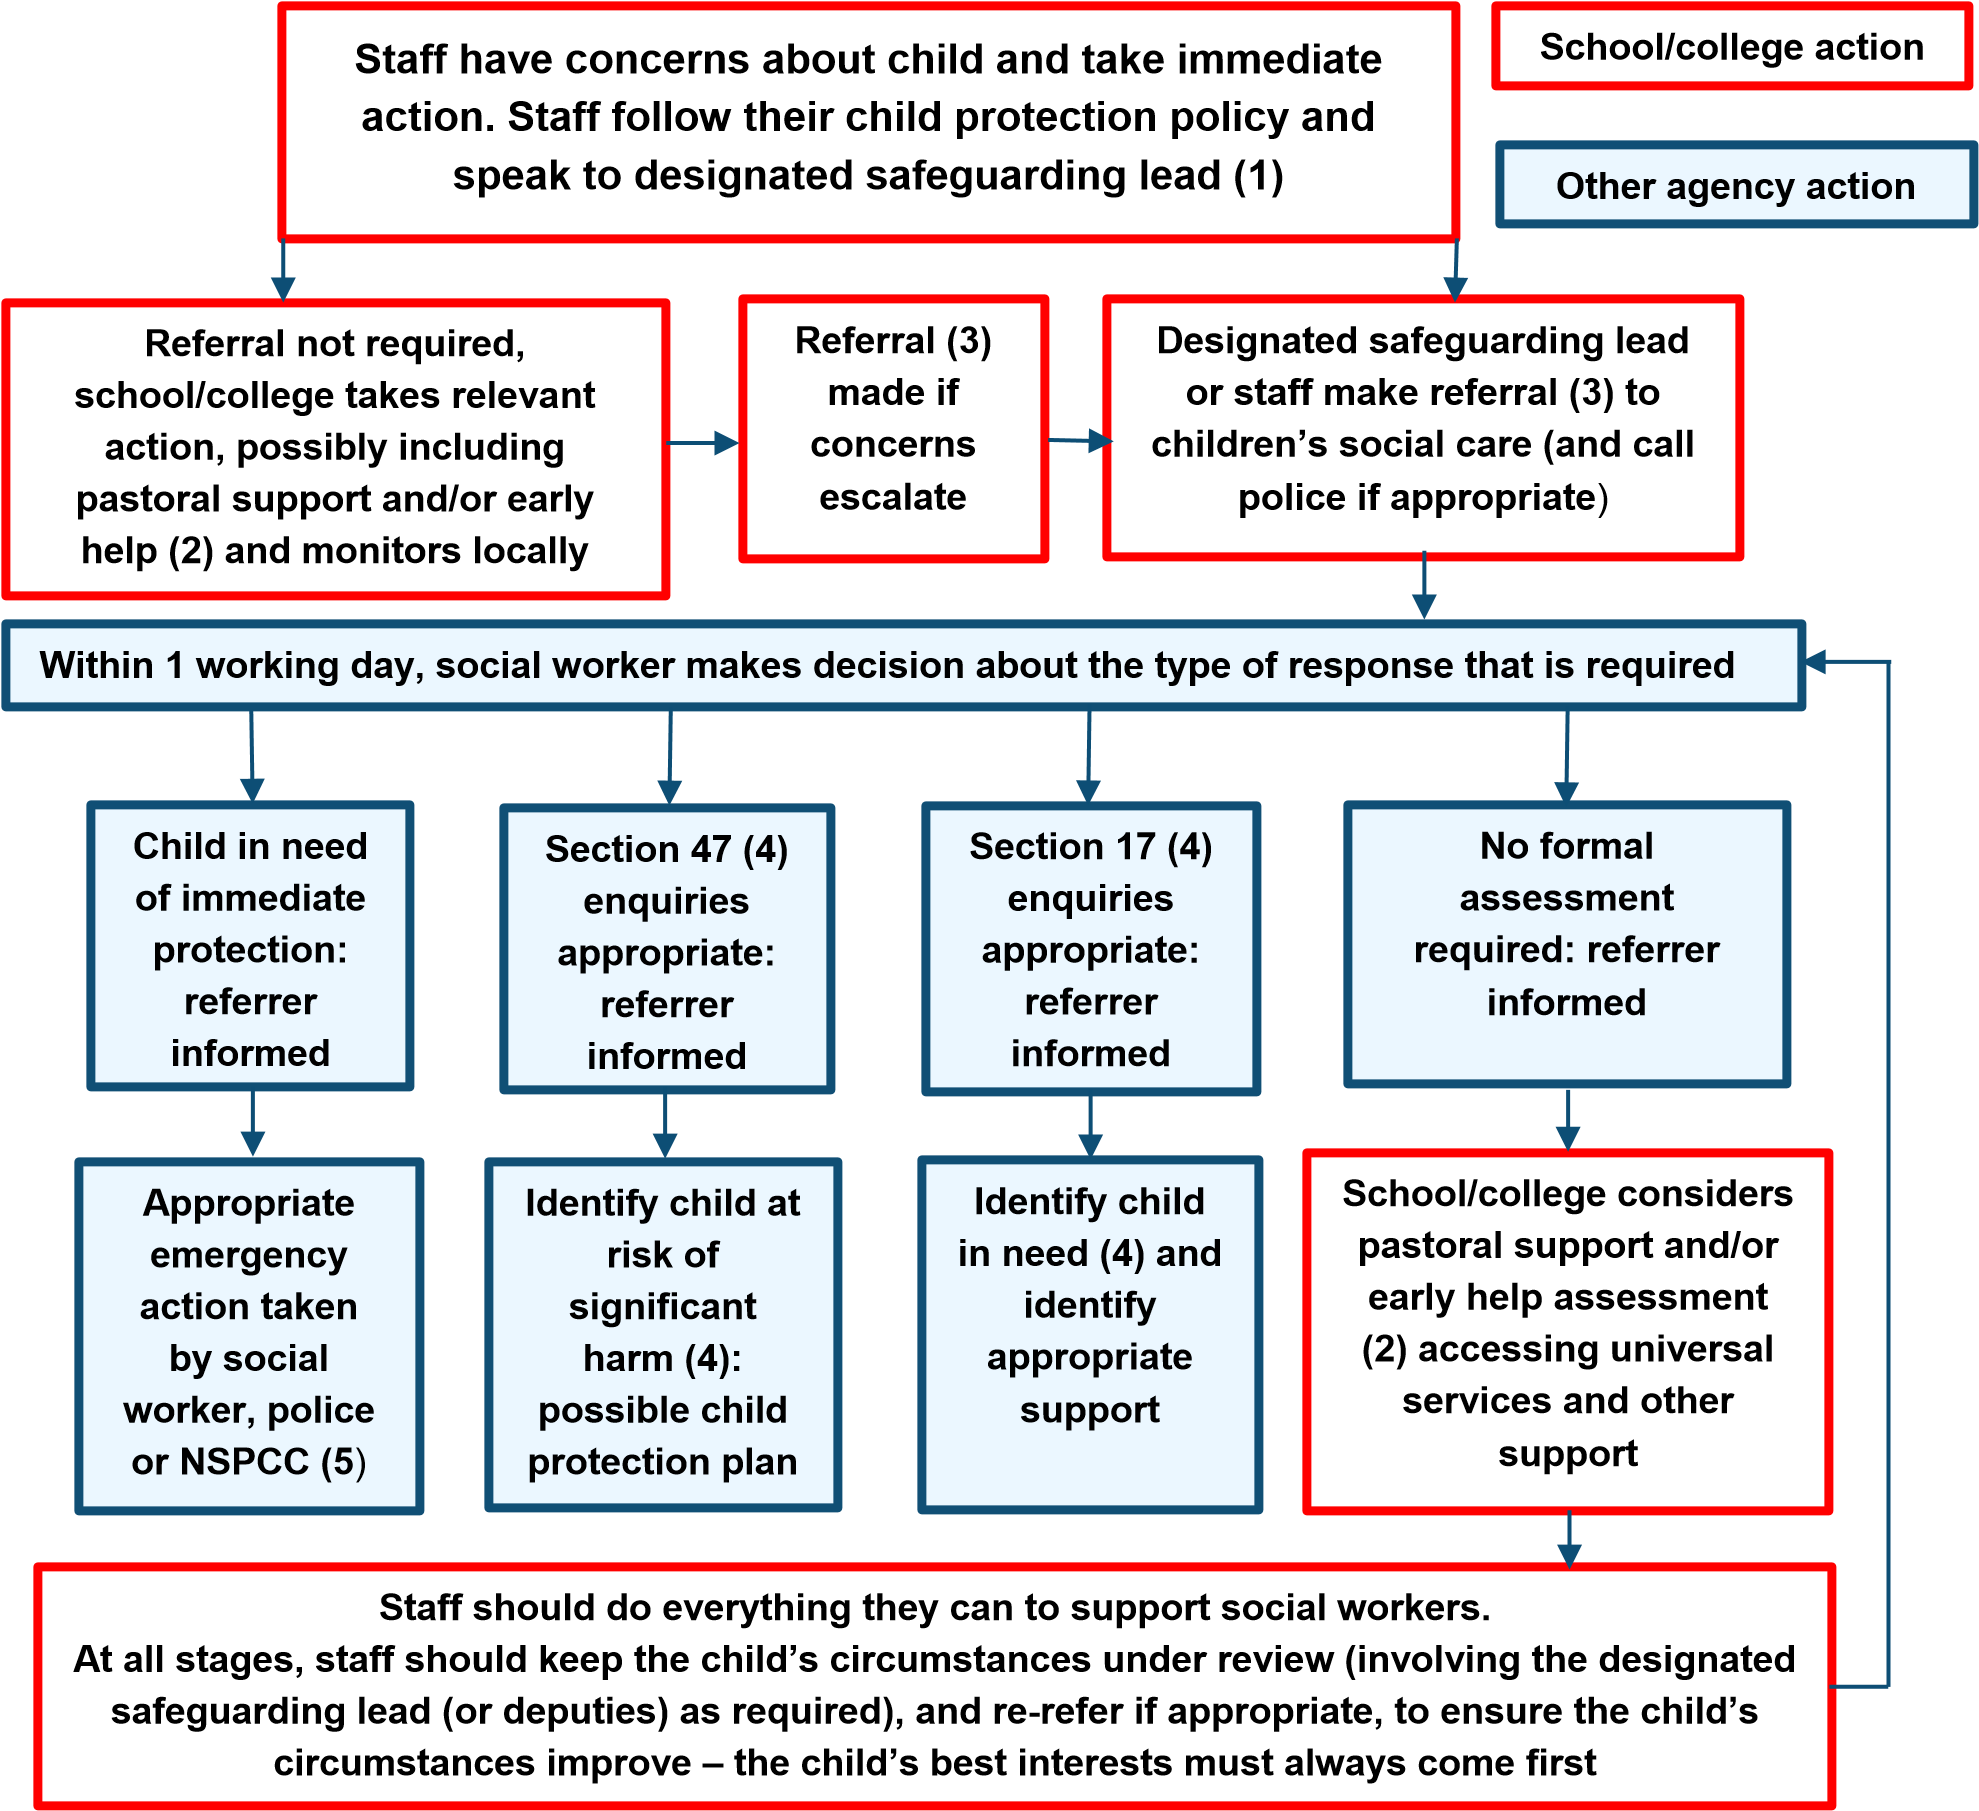 Staff have concerns about child and take immediate
action. Staff follow their child protection policy and
speak to designated safeguarding lead (1)
School/college action
Other agency action
Referral not required,
school/college takes relevant
action, possibly including
pastoral support and/or early
help (2) and monitors locally
Referral (3)
made if
concerns
escalate
Designated safeguarding lead
or staff make referral (3) to
children’s social care (and call
police if appropriate)
Within 1 working day, social worker makes decision about the type of response that is required
Child in need
of immediate
protection:
referrer
informed
Section 47 (4)
enquiries
appropriate:
referrer
informed
Section 17 (4)
enquiries
appropriate:
referrer
informed
No formal
assessment
required: referrer
informed
Appropriate
emergency
action taken
by social
worker, police
or NSPCC (5)
Identify child at
risk of
significant
harm (4):
possible child
protection plan
Identify child
in need (4) and
identify
appropriate
support
School/college considers
pastoral support and/or
early help assessment
(2) accessing universal
services and other
support
Staff should do everything they can to support social workers.
At all stages, staff should keep the child’s circumstances under review (involving the designated
safeguarding lead (or deputies) as required), and re-refer if appropriate, to ensure the child’s
circumstances improve – the child’s best interests must always come first